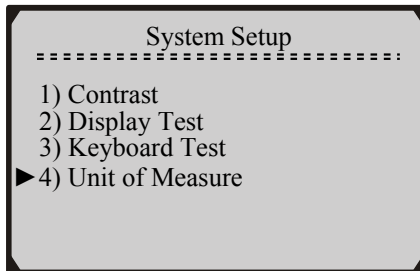 System Setup
1) Contrast
2) Display Test
3) Keyboard Test
4) Unit of Measure